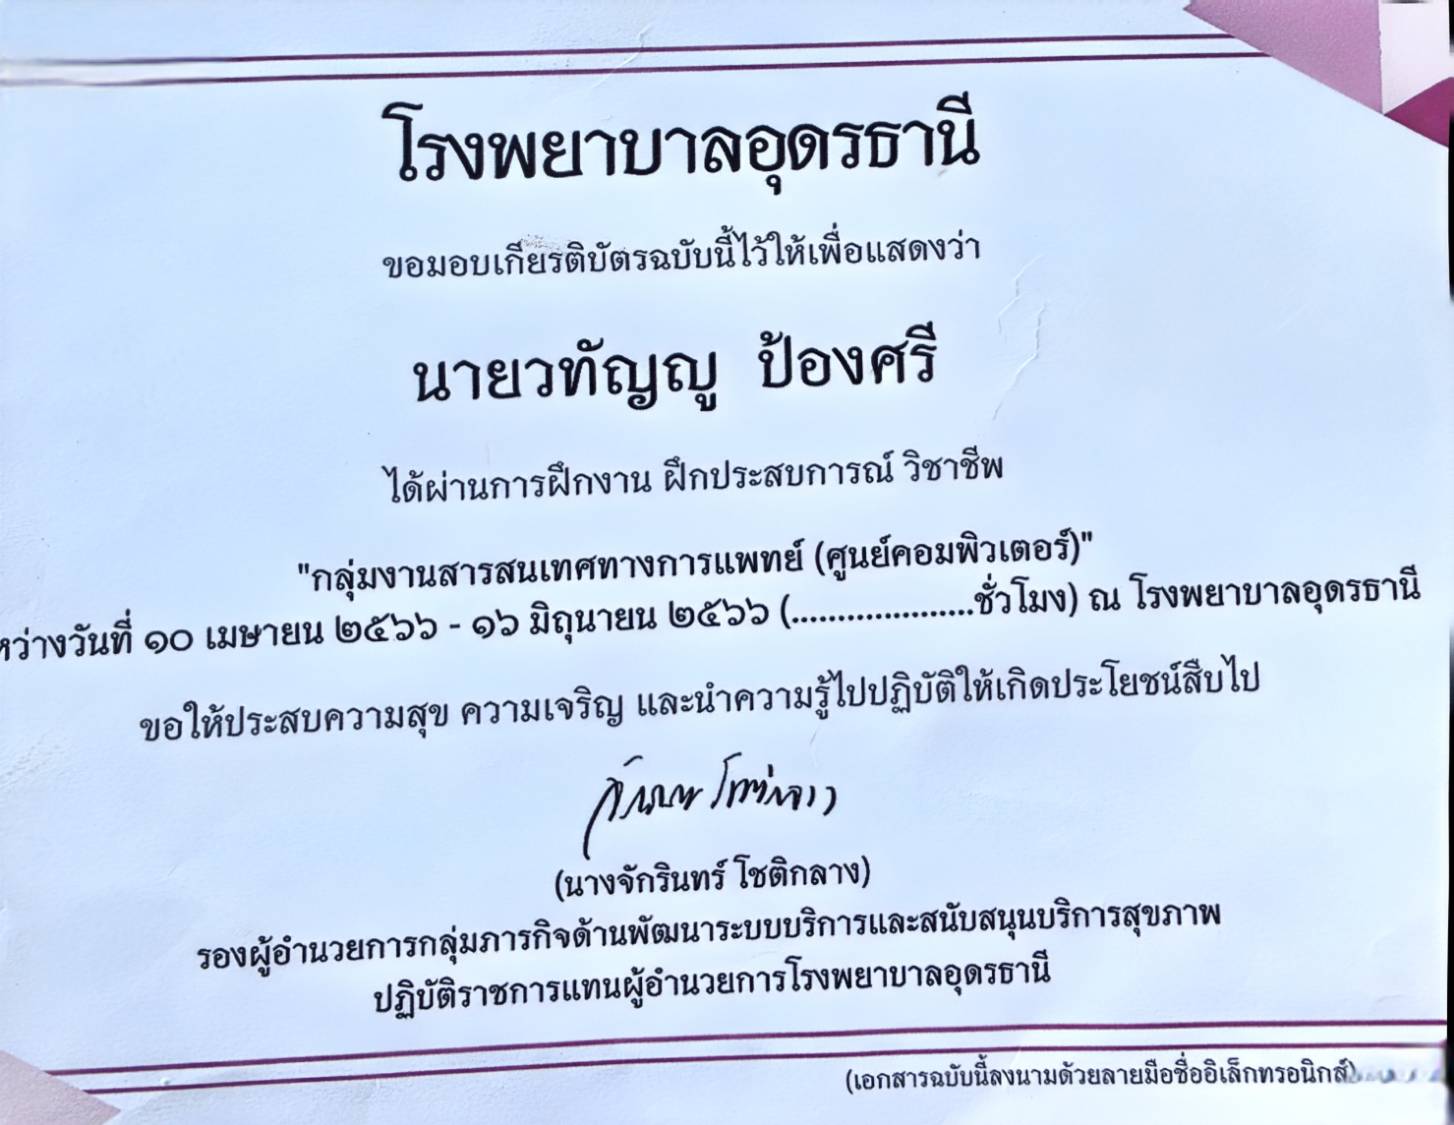 โรงพยาบาลอุดรธานี
ขอมอบเกียรติบัตรฉบับนี้ไว้ให้เพื่อแสดงว่า
นายวทัญญู ป้องศรี
ได้ผ่านการฝึกงาน ฝึกประสบการณ์ วิชาชีพ
"กลุ่มงานสารสนเทศทางการแพทย์ (ศูนย์คอมพิวเตอร์)"
หว่างวันที่ ๑๐ เมษายน ๒๕๖๖ - ๑๖ มิถุนายน ๒๕๖๖ (...................ชั่วโมง) ณ โรงพยาบาลอุดรธานี
ขอให้ประสบความสุข ความเจริญ และนำความรู้ไปปฏิบัติให้เกิดประโยชน์สืบไป
(นางจักรินทร์ โชติกลาง)
รองผู้อำนวยการกลุ่มภารกิจด้านพัฒนาระบบบริการและสนับสนุนบริการสุขภาพ
ปฏิบัติราชการแทนผู้อำนวยการโรงพยาบาลอุดรธานี
(เอกสารฉบับนี้ลงนามด้วยลายมือชื่ออิเล็กทรอนิกส์)